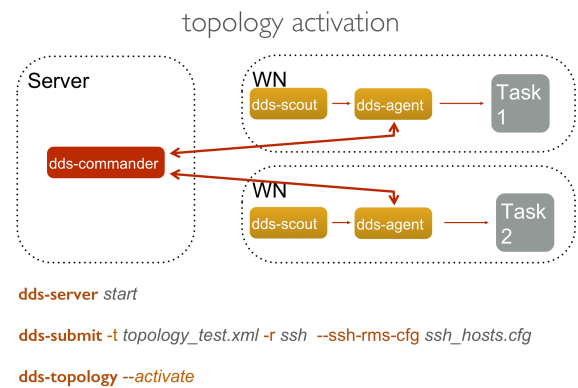 topology activation
Server
dds-commander
WN
dds-scout
dds-agent
Task
1
WN
dds-scout
dds-agent
Task
2
dds-server start
dds-submit -t topology_test.xml -r ssh --ssh-rms-cfg ssh_hosts.cfg
dds-topology --activate